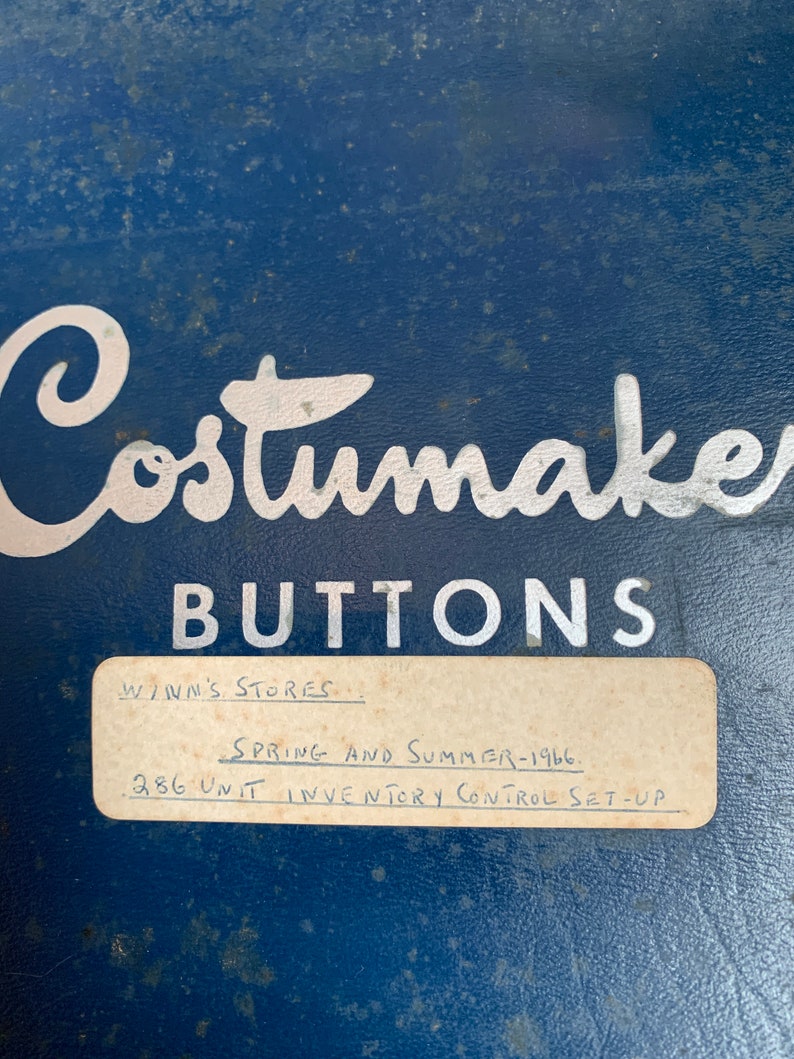 Costumaker
BUTTONS
WINN'S STORES.
SPRING AND SUMMER-1966.
286 UNIT INVENTORY CONTROL SET-UP